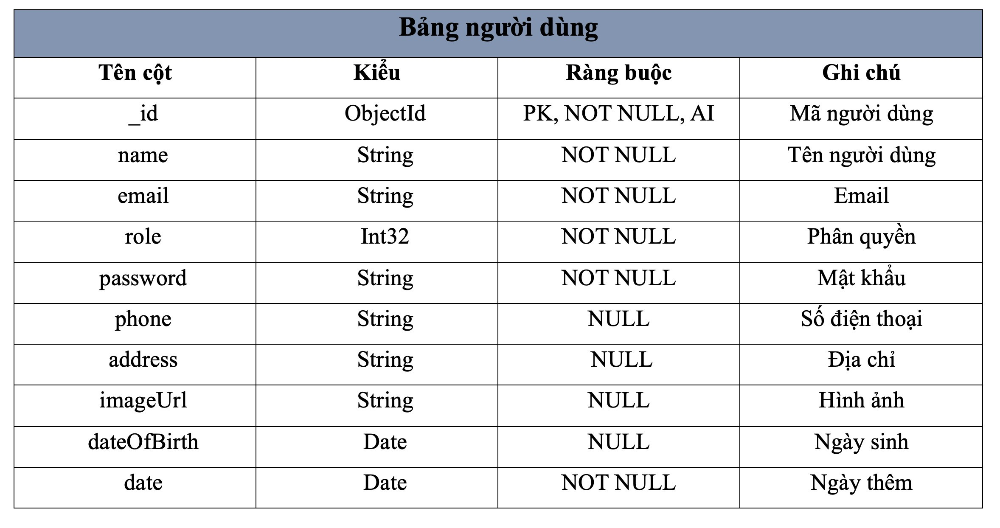 Bảng người dùng
Tên cột Kiểu Ràng buộc Ghi chú
_id ObjectId PK, NOT NULL, AI Mã người dùng
name String NOT NULL Tên người dùng
email String NOT NULL Email
role Int32 NOT NULL Phân quyền
password String NOT NULL Mật khẩu
phone String NULL Số điện thoại
address String NULL Địa chỉ
imageUrl String NULL Hình ảnh
dateOfBirth Date NULL Ngày sinh
date Date NOT NULL Ngày thêm